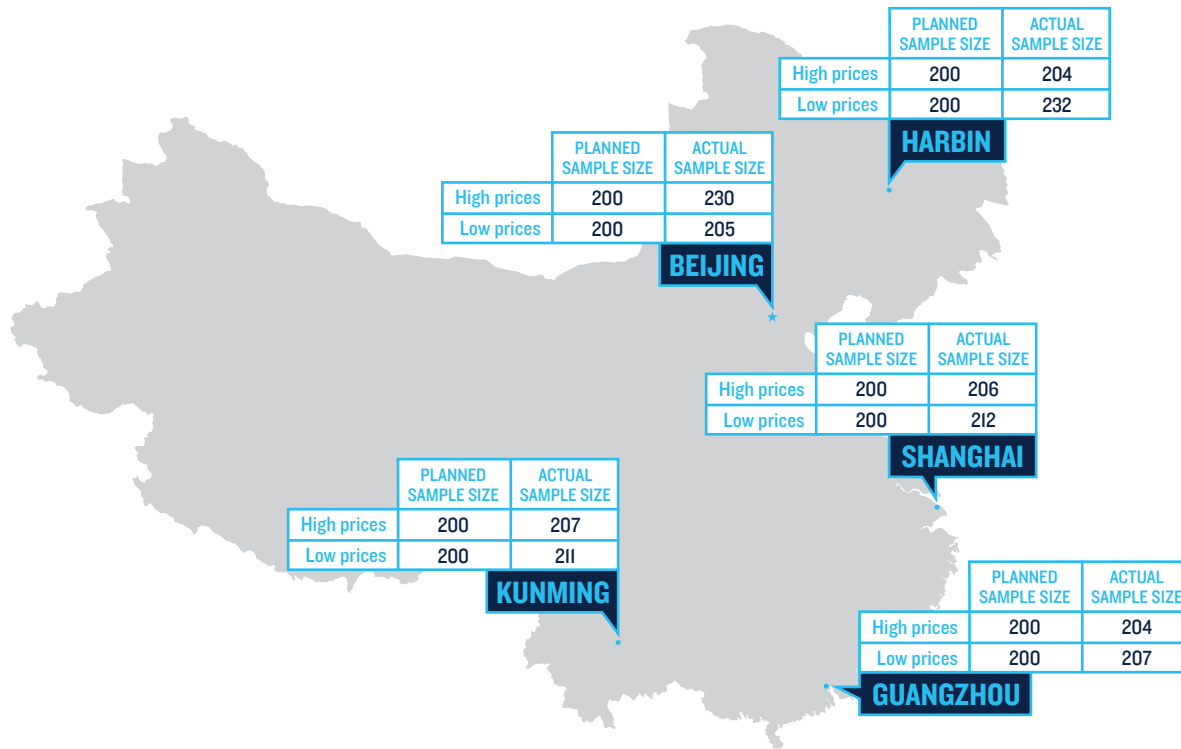 PLANNED SAMPLE SIZE ACTUAL SAMPLE SIZE
High prices 200 204
Low prices 200 232
HARBIN
PLANNED SAMPLE SIZE ACTUAL SAMPLE SIZE
High prices 200 230
Low prices 200 205
BEIJING
PLANNED SAMPLE SIZE ACTUAL SAMPLE SIZE
High prices 200 206
Low prices 200 212
SHANGHAI
PLANNED SAMPLE SIZE ACTUAL SAMPLE SIZE
High prices 200 207
Low prices 200 211
KUNMING
PLANNED SAMPLE SIZE ACTUAL SAMPLE SIZE
High prices 200 204
Low prices 200 207
GUANGZHOU